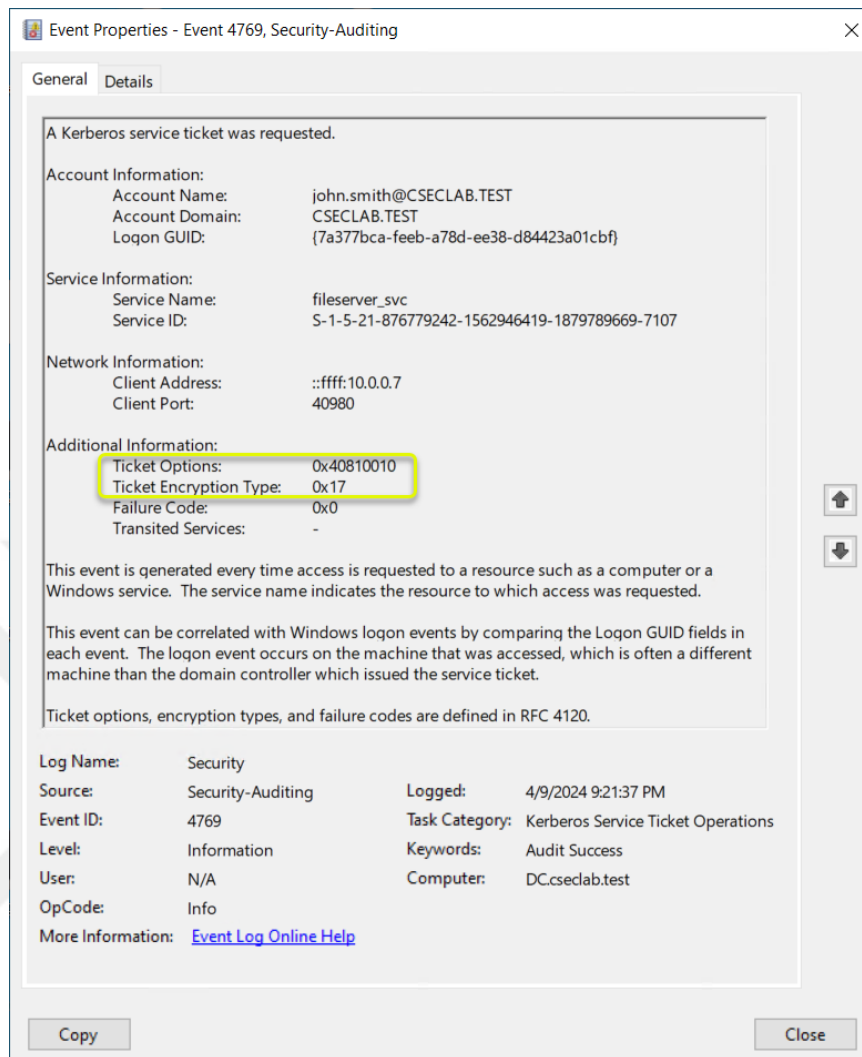 Event Properties - Event 4769, Security-Auditing
General Details
A Kerberos service ticket was requested.
Account Information:
Account Name: john.smith@CSECLAB.TEST
Account Domain: CSECLAB.TEST
Logon GUID: {7a377bca-feeb-a78d-ee38-d84423a01cbf}
Service Information:
Service Name: fileserver_svc
Service ID: S-1-5-21-876779242-1562946419-1879789669-7107
Network Information:
Client Address: ::ffff:10.0.0.7
Client Port: 40980
Additional Information:
Ticket Options: 0x40810010
Ticket Encryption Type: 0x17
Failure Code: 0x0
Transited Services: -
This event is generated every time access is requested to a resource such as a computer or a
Windows service. The service name indicates the resource to which access was requested.
This event can be correlated with Windows logon events by comparing the Logon GUID fields in
each event. The logon event occurs on the machine that was accessed, which is often a different
machine than the domain controller which issued the service ticket.
Ticket options, encryption types, and failure codes are defined in RFC 4120.
Log Name: Security
Source: Security-Auditing Logged: 4/9/2024 9:21:37 PM
Event ID: 4769 Task Category: Kerberos Service Ticket Operations
Level: Information Keywords: Audit Success
User: N/A Computer: DC.cseclab.test
OpCode: Info
More Information: Event Log Online Help
Copy Close